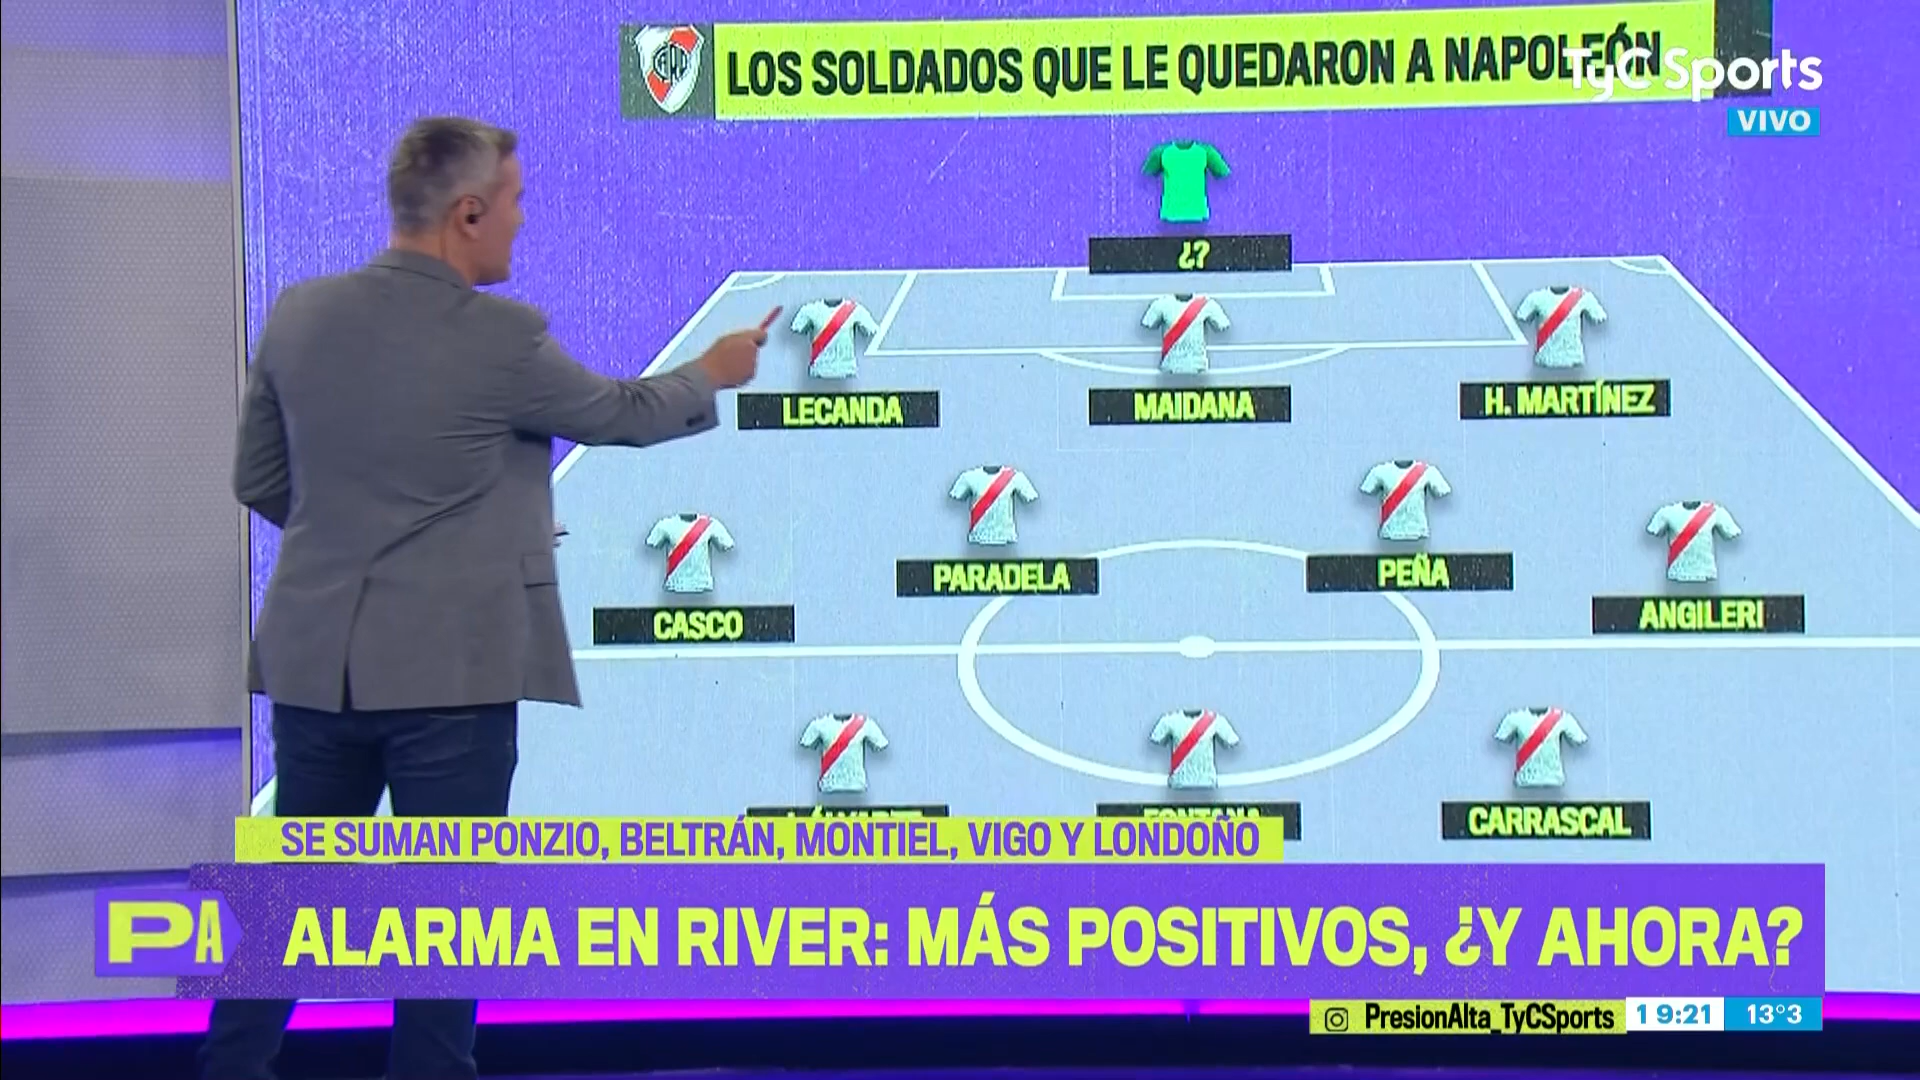 LOS SOLDADOS QUE LE QUEDARON A NAPOLEÓN
TyC Sports
VIVO
¿?
LECANDA
MAIDANA
H. MARTÍNEZ
PARADELA
PEÑA
CASCO
ANGILERI
CARRASCAL
SE SUMAN PONZIO, BELTRÁN, MONTIEL, VIGO Y LONDOÑO
PA
ALARMA EN RIVER: MÁS POSITIVOS, ¿Y AHORA?
PresionAlta_TyCSports
19:21
13°3